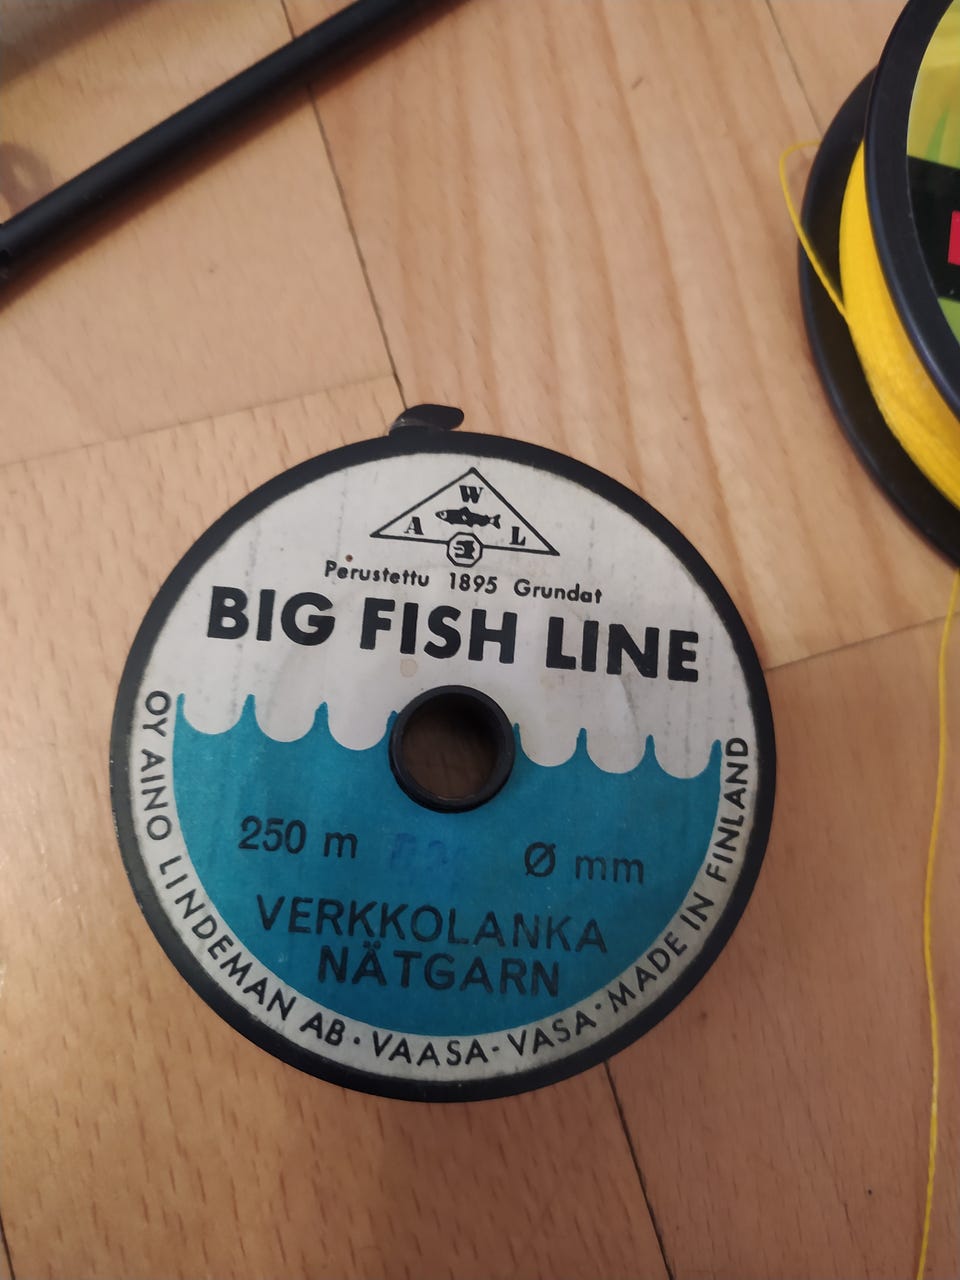 W
A L
Perustettu 1895 Grundat
BIG FISH LINE
250 m Ø mm
VERKKOLANKA
NÄTGARN
OY AINO LINDEMAN AB · VAASA - VASA · MADE IN FINLAND